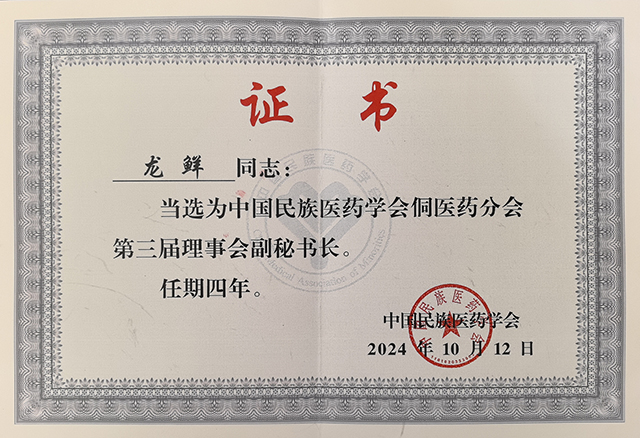 证 书
龙 鲜 同志：
当选为中国民族医药学会侗医药分会
第三届理事会副秘书长。
任期四年。
中国民族医药学会
2024 年 10 月 12 日